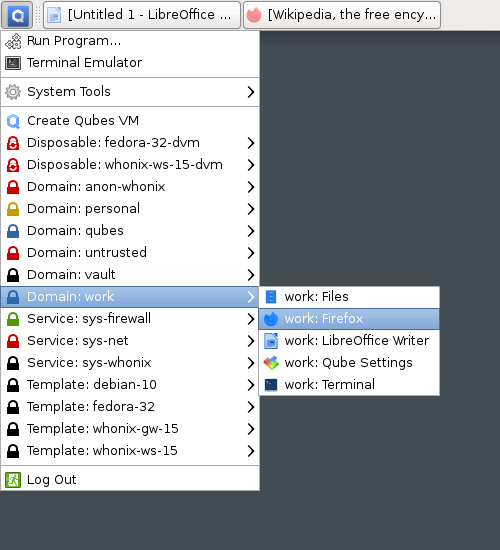 [Untitled 1 - LibreOffice ...
[Wikipedia, the free ency...
Run Program...
Terminal Emulator
System Tools
Create Qubes VM
Disposable: fedora-32-dvm
Disposable: whonix-ws-15-dvm
Domain: anon-whonix
Domain: personal
Domain: qubes
Domain: untrusted
Domain: vault
Domain: work
work: Files
work: Firefox
work: LibreOffice Writer
work: Qube Settings
work: Terminal
Service: sys-firewall
Service: sys-net
Service: sys-whonix
Template: debian-10
Template: fedora-32
Template: whonix-gw-15
Template: whonix-ws-15
Log Out